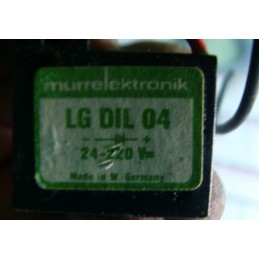 murrelektronik
LG DIL 04
- +
24-220 V=
Made in W.-Germany